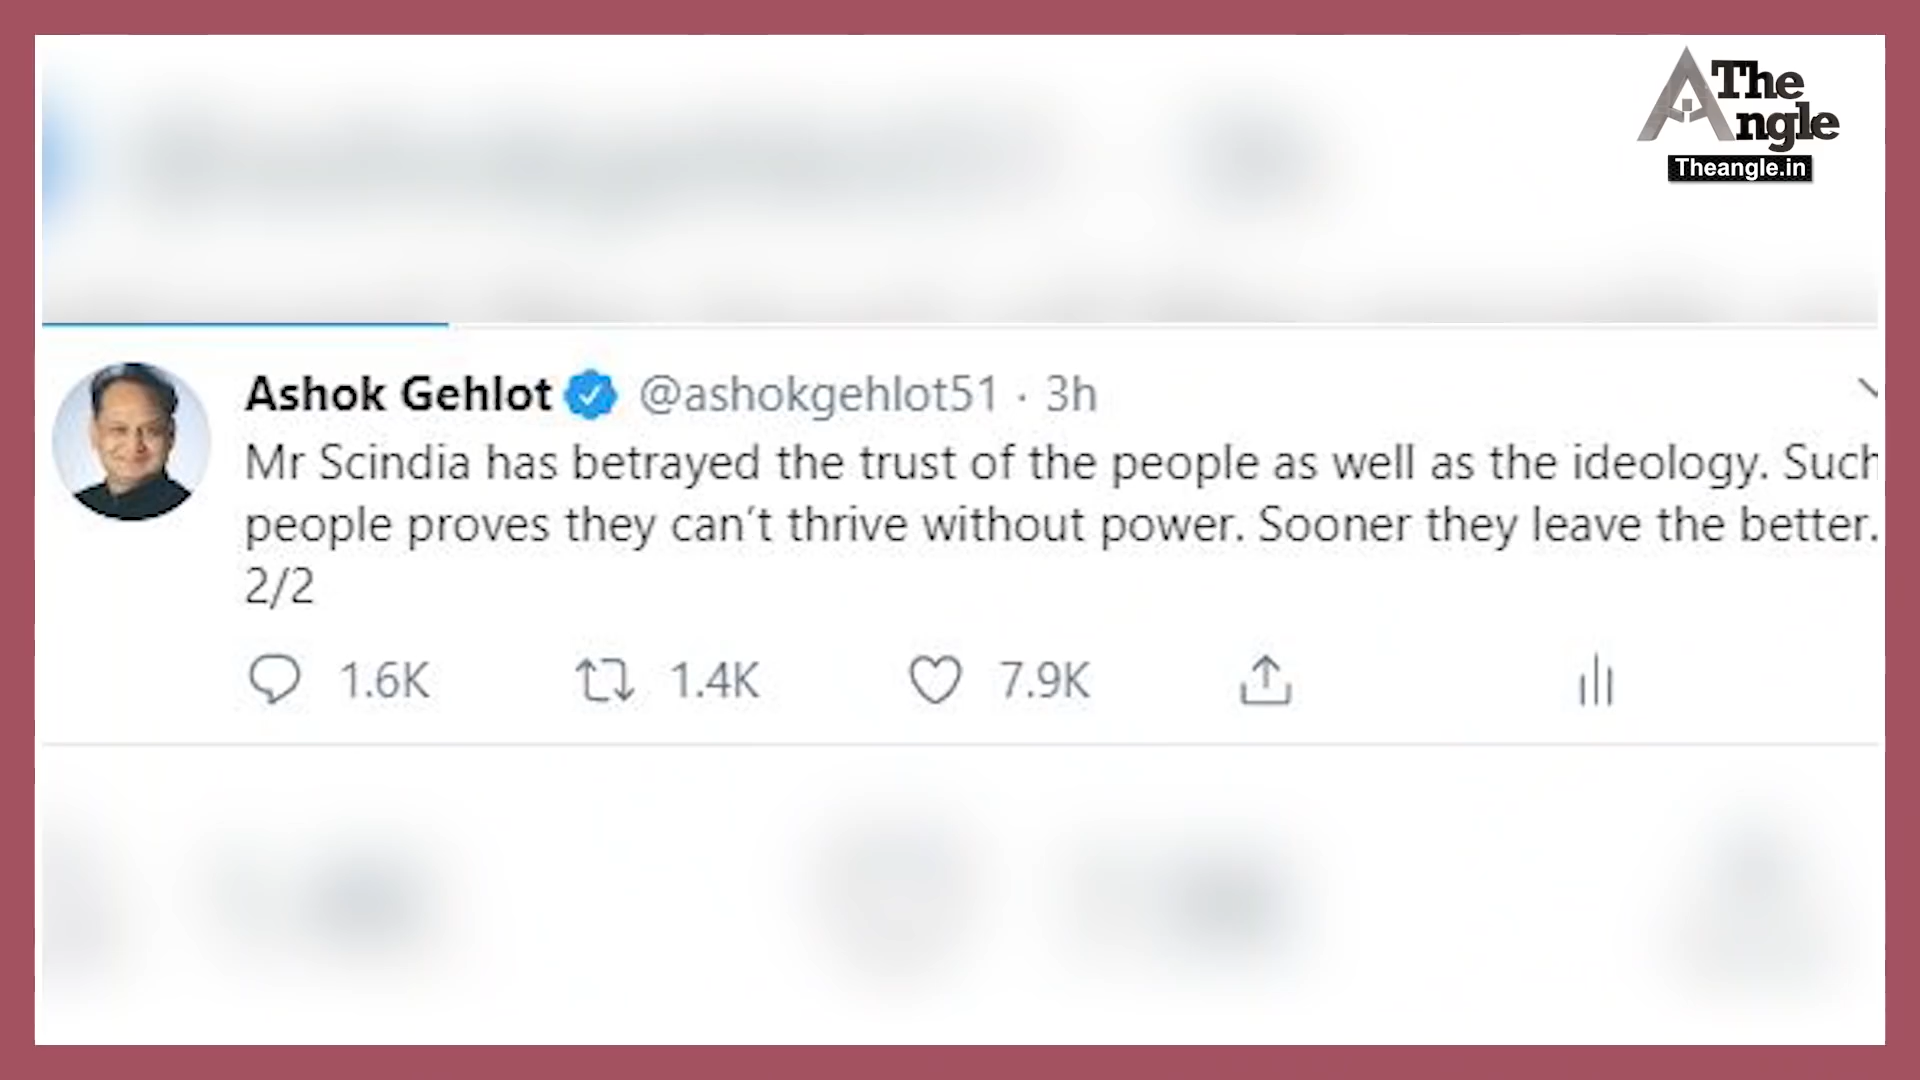 The
Angle
Theangle.in
Ashok Gehlot @ashokgehlot51 · 3h
Mr Scindia has betrayed the trust of the people as well as the ideology. Such
people proves they can't thrive without power. Sooner they leave the better.
2/2
1.6K 1.4K 7.9K